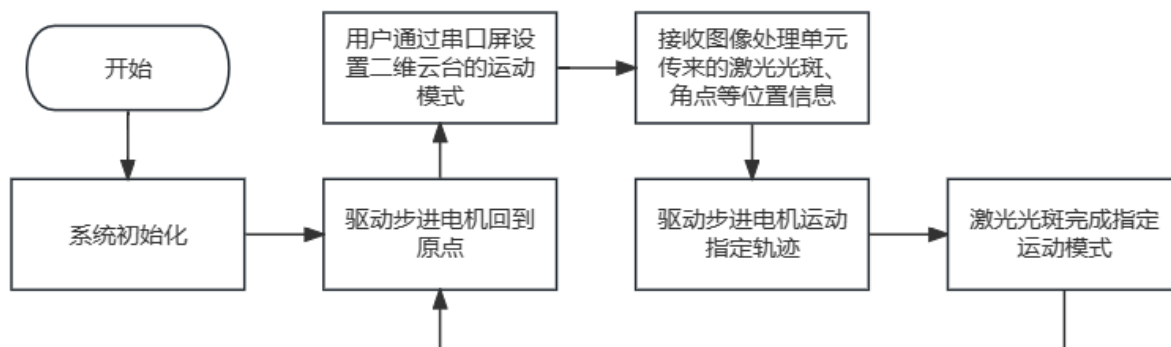 开始
系统初始化
驱动步进电机回到
原点
用户通过串口屏设
置二维云台的运动
模式
接收图像处理单元
传来的激光光斑、
角点等位置信息
驱动步进电机运动
指定轨迹
激光光斑完成指定
运动模式